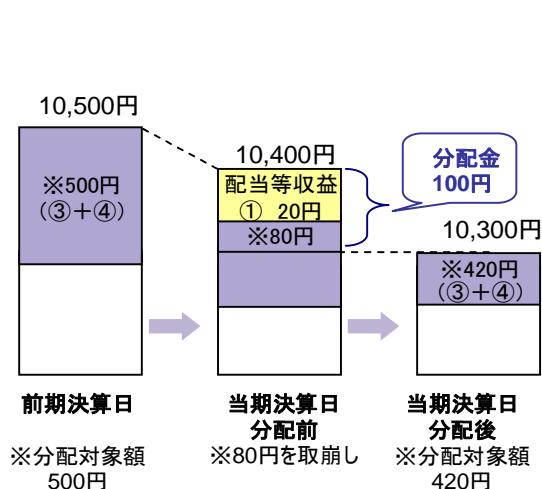 10,500円
※500円
（③＋④）
10,400円
配当等収益
① 20円
※80円
分配金
100円
10,300円
※420円
（③＋④）
前期決算日
※分配対象額
500円
当期決算日
分配前
※80円を取崩し
当期決算日
分配後
※分配対象額
420円